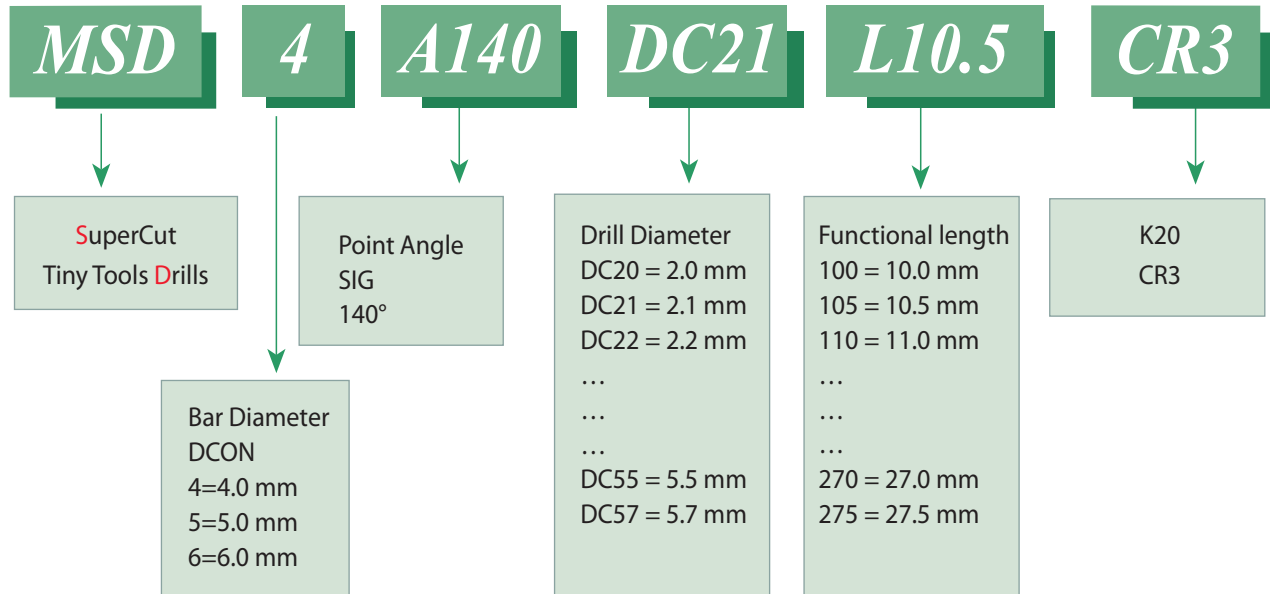 MSD 4 A140 DC21 L10.5 CR3
SuperCut
Tiny Tools Drills
Bar Diameter
DCON
4=4.0 mm
5=5.0 mm
6=6.0 mm
Point Angle
SIG
140°
Drill Diameter
DC20 = 2.0 mm
DC21 = 2.1 mm
DC22 = 2.2 mm
…
…
…
DC55 = 5.5 mm
DC57 = 5.7 mm
Functional length
100 = 10.0 mm
105 = 10.5 mm
110 = 11.0 mm
…
…
…
270 = 27.0 mm
275 = 27.5 mm
K20
CR3